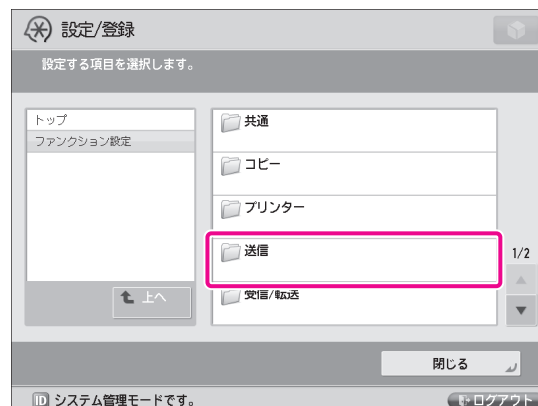 設定/登録
設定する項目を選択します。
トップ
ファンクション設定
上へ
共通
コピー
プリンター
送信
受信/転送
1/2
閉じる
ID システム管理モードです。
ログアウト